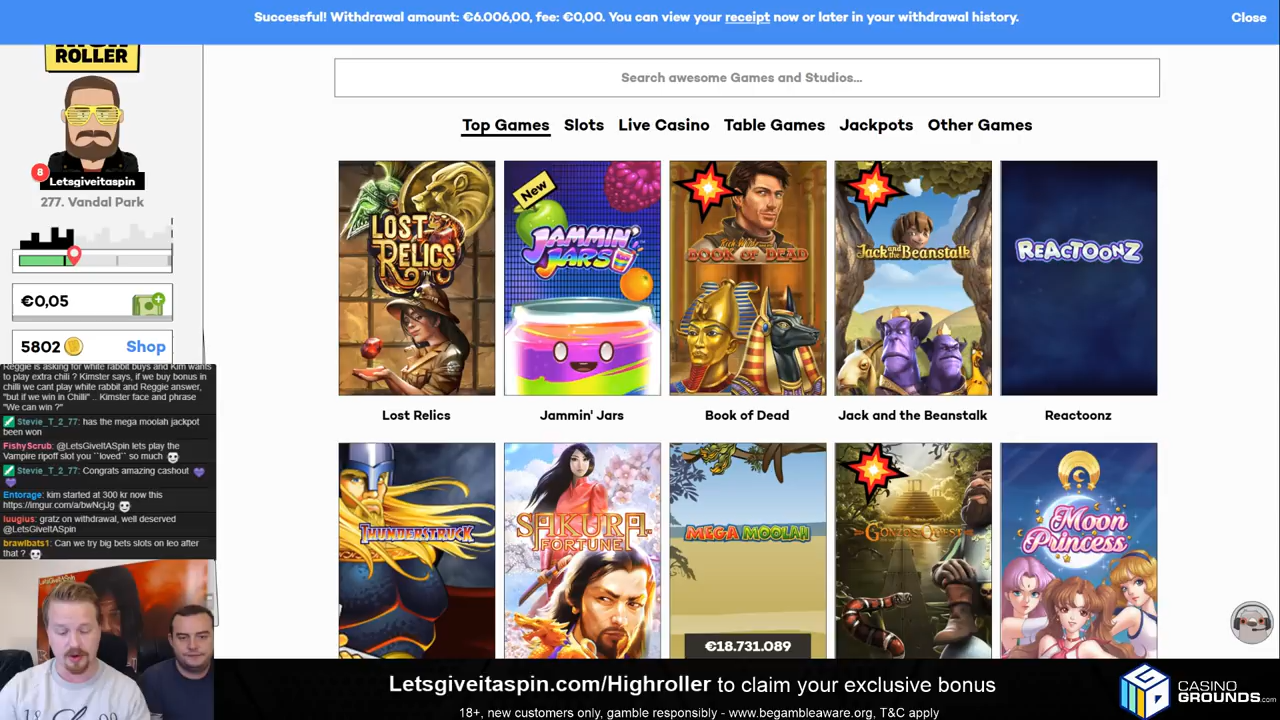 Successful! Withdrawal amount: €6.006,00, fee: €0,00. You can view your receipt now or later in your withdrawal history.
Close
ROLLER
8
Letsgiveitaspin
277. Vandal Park
€0,05
5802
Shop
Reggie is asking for white rabbit buys and Kim wants
to play extra chili ? Kimster says, if we buy bonus in
chilli we cant play white rabbit and Reggie answer,
"but if we win in Chilli" .. Kimster face and phrase
"We can win ?"
Stevie_T_2_77: has the mega moolah jackpot
been won
FishyScrub: @LetsGiveItASpin lets play the
Vampire ripoff slot you ``loved`` so much
Stevie_T_2_77: Congrats amazing cashout
Entorage: kim started at 300 kr now this
https://imgur.com/a/bwNcjJg
luugius: gratz on withdrawal, well deserved
@LetsGiveItASpin
brawlbats1: Can we try big bets slots on leo after
that ?
Search awesome Games and Studios...
Top Games Slots Live Casino Table Games Jackpots Other Games
LOST
RELICS
New
JAMMIN'
JARS
BOOK OF DEAD
Jack and the Beanstalk
REACTOONZ
Lost Relics
Jammin' Jars
Book of Dead
Jack and the Beanstalk
Reactoonz
THUNDERSTRUCK
SAKURA
FORTUNE
MEGA MOOLAH
€18.731.089
GONZO'S QUEST
Moon
Princess
Letsgiveitaspin.com/Highroller to claim your exclusive bonus
18+, new customers only, gamble responsibly - www.begambleaware.org, T&C apply
CASINO
GROUNDS.com